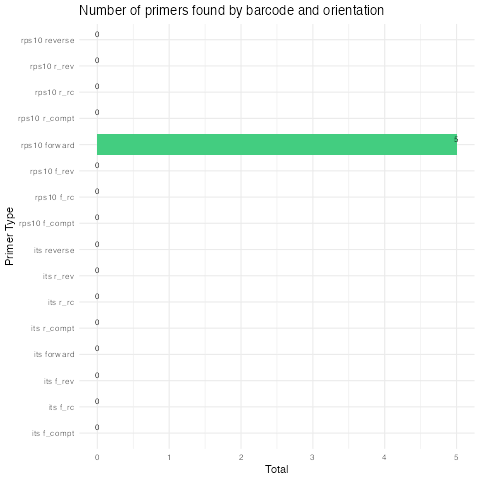 Number of primers found by barcode and orientation
rps10 reverse 0
rps10 r_rev 0
rps10 r_rc 0
rps10 r_compt 0
rps10 forward 5
rps10 f_rev 0
rps10 f_rc 0
rps10 f_compt 0
its reverse 0
its r_rev 0
its r_rc 0
its r_compt 0
its forward 0
its f_rev 0
its f_rc 0
its f_compt 0
Primer Type
0 1 2 3 4 5
Total